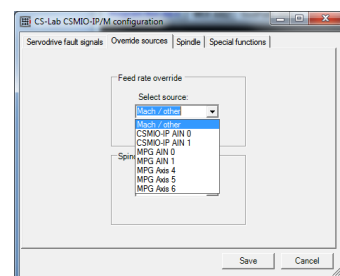 CS-Lab CSMIO-IP/M configuration
Servodrive fault signals Override sources Spindle Special functions
Feed rate override
Select source:
Mach / other
Mach / other
CSMIO-IP AIN 0
CSMIO-IP AIN 1
MPG AIN 0
MPG AIN 1
MPG Axis 4
MPG Axis 5
MPG Axis 6
Save Cancel